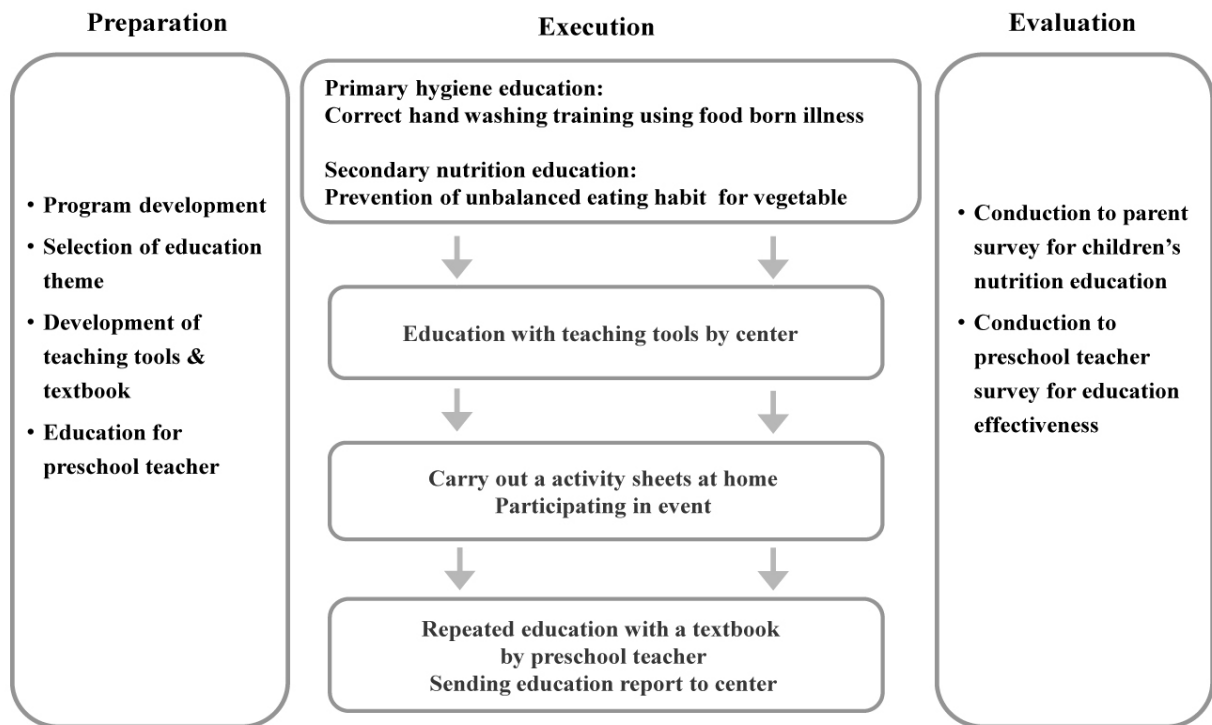 Preparation
• Program development
• Selection of education
theme
• Development of
teaching tools &
textbook
• Education for
preschool teacher
Execution
Primary hygiene education:
Correct hand washing training using food born illness
Secondary nutrition education:
Prevention of unbalanced eating habit for vegetable
Education with teaching tools by center
Carry out a activity sheets at home
Participating in event
Repeated education with a textbook
by preschool teacher
Sending education report to center
Evaluation
• Conduction to parent
survey for children’s
nutrition education
• Conduction to
preschool teacher
survey for education
effectiveness